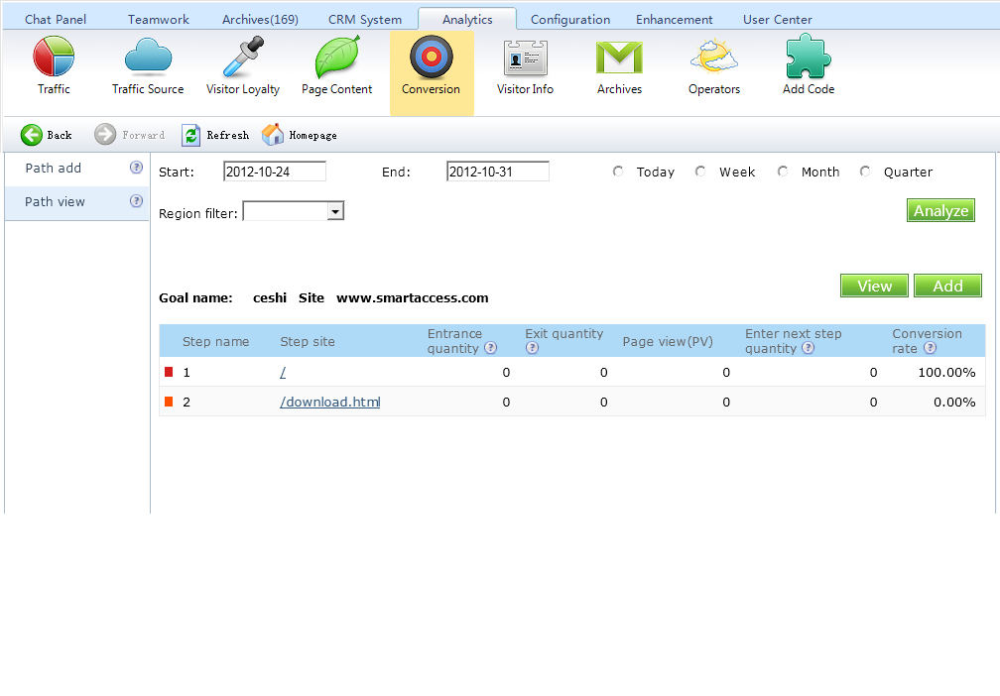 Chat Panel Teamwork Archives(169) CRM System Analytics Configuration Enhancement User Center
Traffic Traffic Source Visitor Loyalty Page Content Conversion Visitor Info Archives Operators Add Code
Back Forward Refresh Homepage
Path add ?
Path view ?
Start: 2012-10-24 End: 2012-10-31 Today Week Month Quarter
Region filter: Analyze
View Add
Goal name: ceshi Site www.smartaccess.com
Step name Step site Entrance quantity ? Exit quantity ? Page view(PV) Enter next step quantity ? Conversion rate ?
1 / 0 0 0 0 100.00%
2 /download.html 0 0 0 0 0.00%